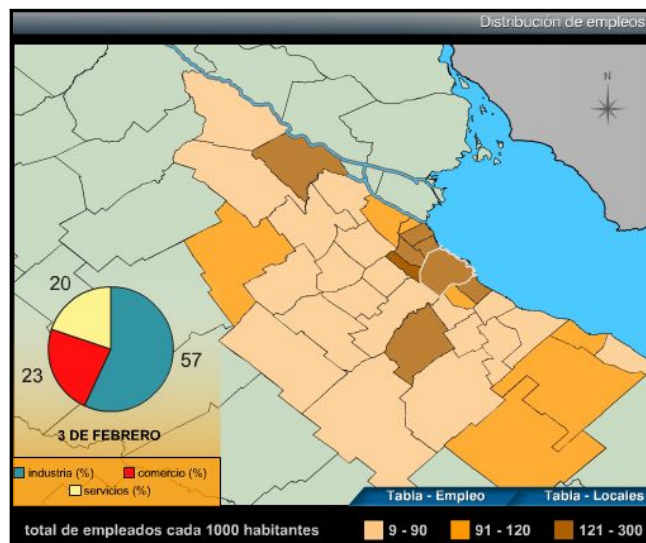 Distribución de empleos
N
20
23
57
3 DE FEBRERO
industria (%) comercio (%)
servicios (%)
Tabla - Empleo Tabla - Locales
total de empleados cada 1000 habitantes 9 - 90 91 - 120 121 - 300